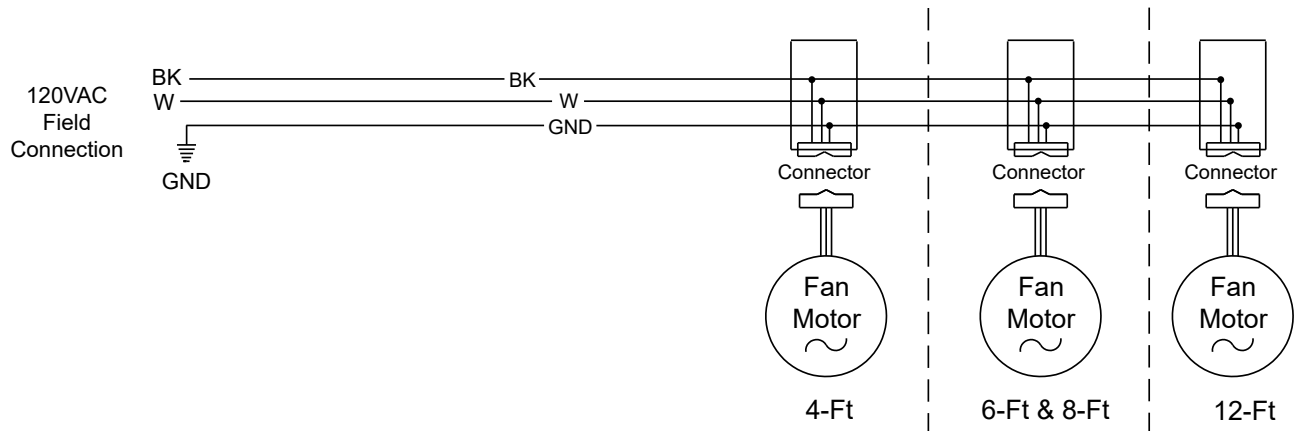 120VAC
Field
Connection
BK
W
GND
BK
W
GND
Connector
Connector
Connector
Fan
Motor
Fan
Motor
Fan
Motor
4-Ft
6-Ft & 8-Ft
12-Ft